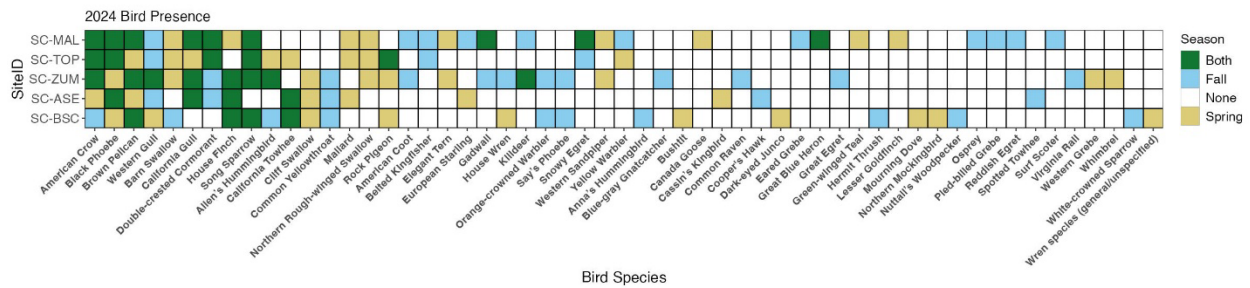 2024 Bird Presence
SiteID
SC-MAL
SC-TOP
SC-ZUM
SC-ASE
SC-BSC
American Crow
Black Phoebe
Brown Pelican
Western Gull
Barn Swallow
California Gull
Double-crested Cormorant
House Finch
Song Sparrow
Allen's Hummingbird
California Towhee
Cliff Swallow
Common Yellowthroat
Mallard
Northern Rough-winged Swallow
Rock Pigeon
American Coot
Belted Kingfisher
Elegant Tern
European Starling
Gadwall
House Wren
Killdeer
Orange-crowned Warbler
Say's Phoebe
Snowy Egret
Western Sandpiper
Yellow Warbler
Anna's Hummingbird
Blue-gray Gnatcatcher
Bushtit
Canada Goose
Cassin's Kingbird
Common Raven
Cooper's Hawk
Dark-eyed Junco
Eared Grebe
Great Blue Heron
Great Egret
Green-winged Teal
Hermit Thrush
Lesser Goldfinch
Mourning Dove
Northern Mockingbird
Nuttall's Woodpecker
Osprey
Pied-billed Grebe
Reddish Egret
Spotted Towhee
Surf Scoter
Virginia Rail
Western Grebe
Whimbrel
White-crowned Sparrow
Wren species (general/unspecified)
Bird Species
Season
Both
Fall
None
Spring